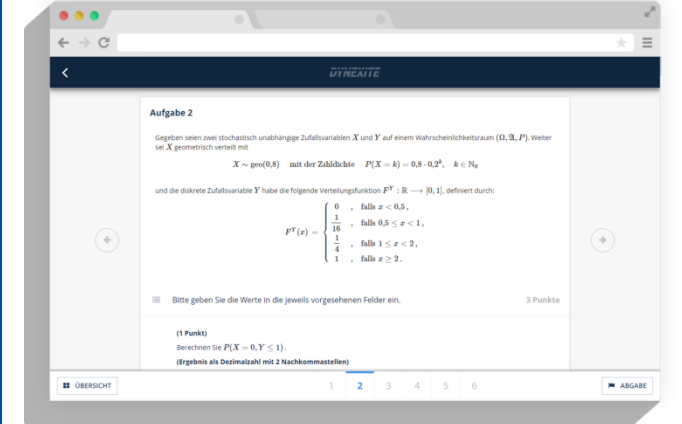 DYNEXITE
Aufgabe 2
Gegeben seien zwei stochastisch unabhängige Zufallsvariablen X und Y auf einem Wahrscheinlichkeitsraum (Ω, 𝔄, P). Weiter
sei X geometrisch verteilt mit
X ∼ geo(0,8) mit der Zähldichte P(X = k) = 0,8 · 0,2^k, k ∈ ℕ₀
und die diskrete Zufallsvariable Y habe die folgende Verteilungsfunktion F^Y : ℝ ⟶ [0, 1], definiert durch:
F^Y(x) = { 0 , falls x < 0,5 ,
1/16 , falls 0,5 ≤ x < 1 ,
1/4 , falls 1 ≤ x < 2 ,
1 , falls x ≥ 2 .
Bitte geben Sie die Werte in die jeweils vorgesehenen Felder ein. 3 Punkte
(1 Punkt)
Berechnen Sie P(X = 0, Y ≤ 1) .
(Ergebnis als Dezimalzahl mit 2 Nachkommastellen)
ÜBERSICHT 1 2 3 4 5 6 ABGABE